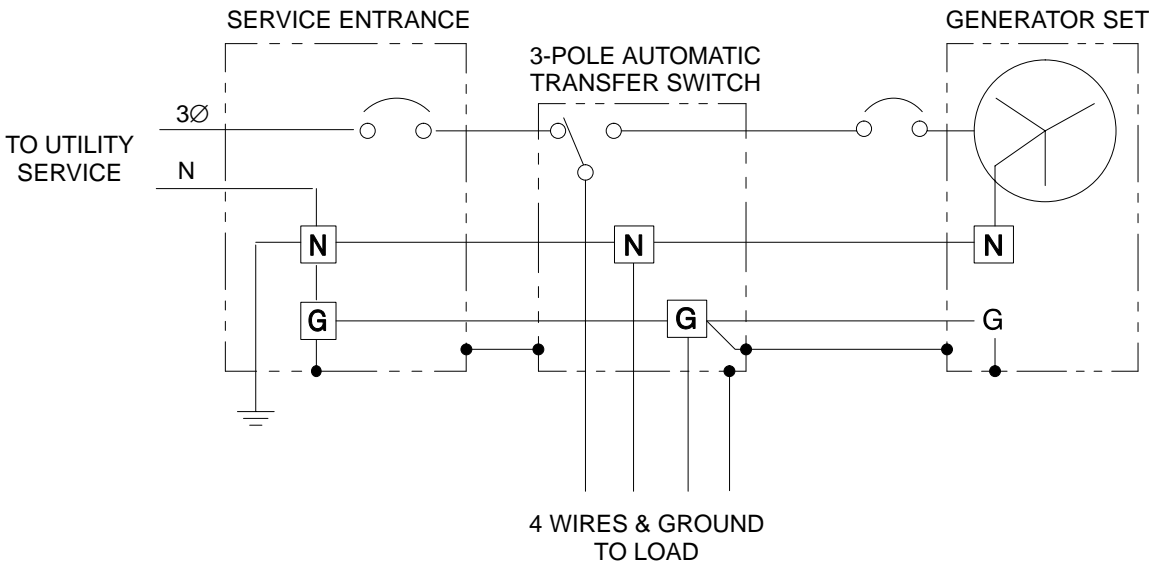 SERVICE ENTRANCE
GENERATOR SET
3-POLE AUTOMATIC
TRANSFER SWITCH
3∅
TO UTILITY
SERVICE
N
N
N
N
G
G
G
4 WIRES & GROUND
TO LOAD